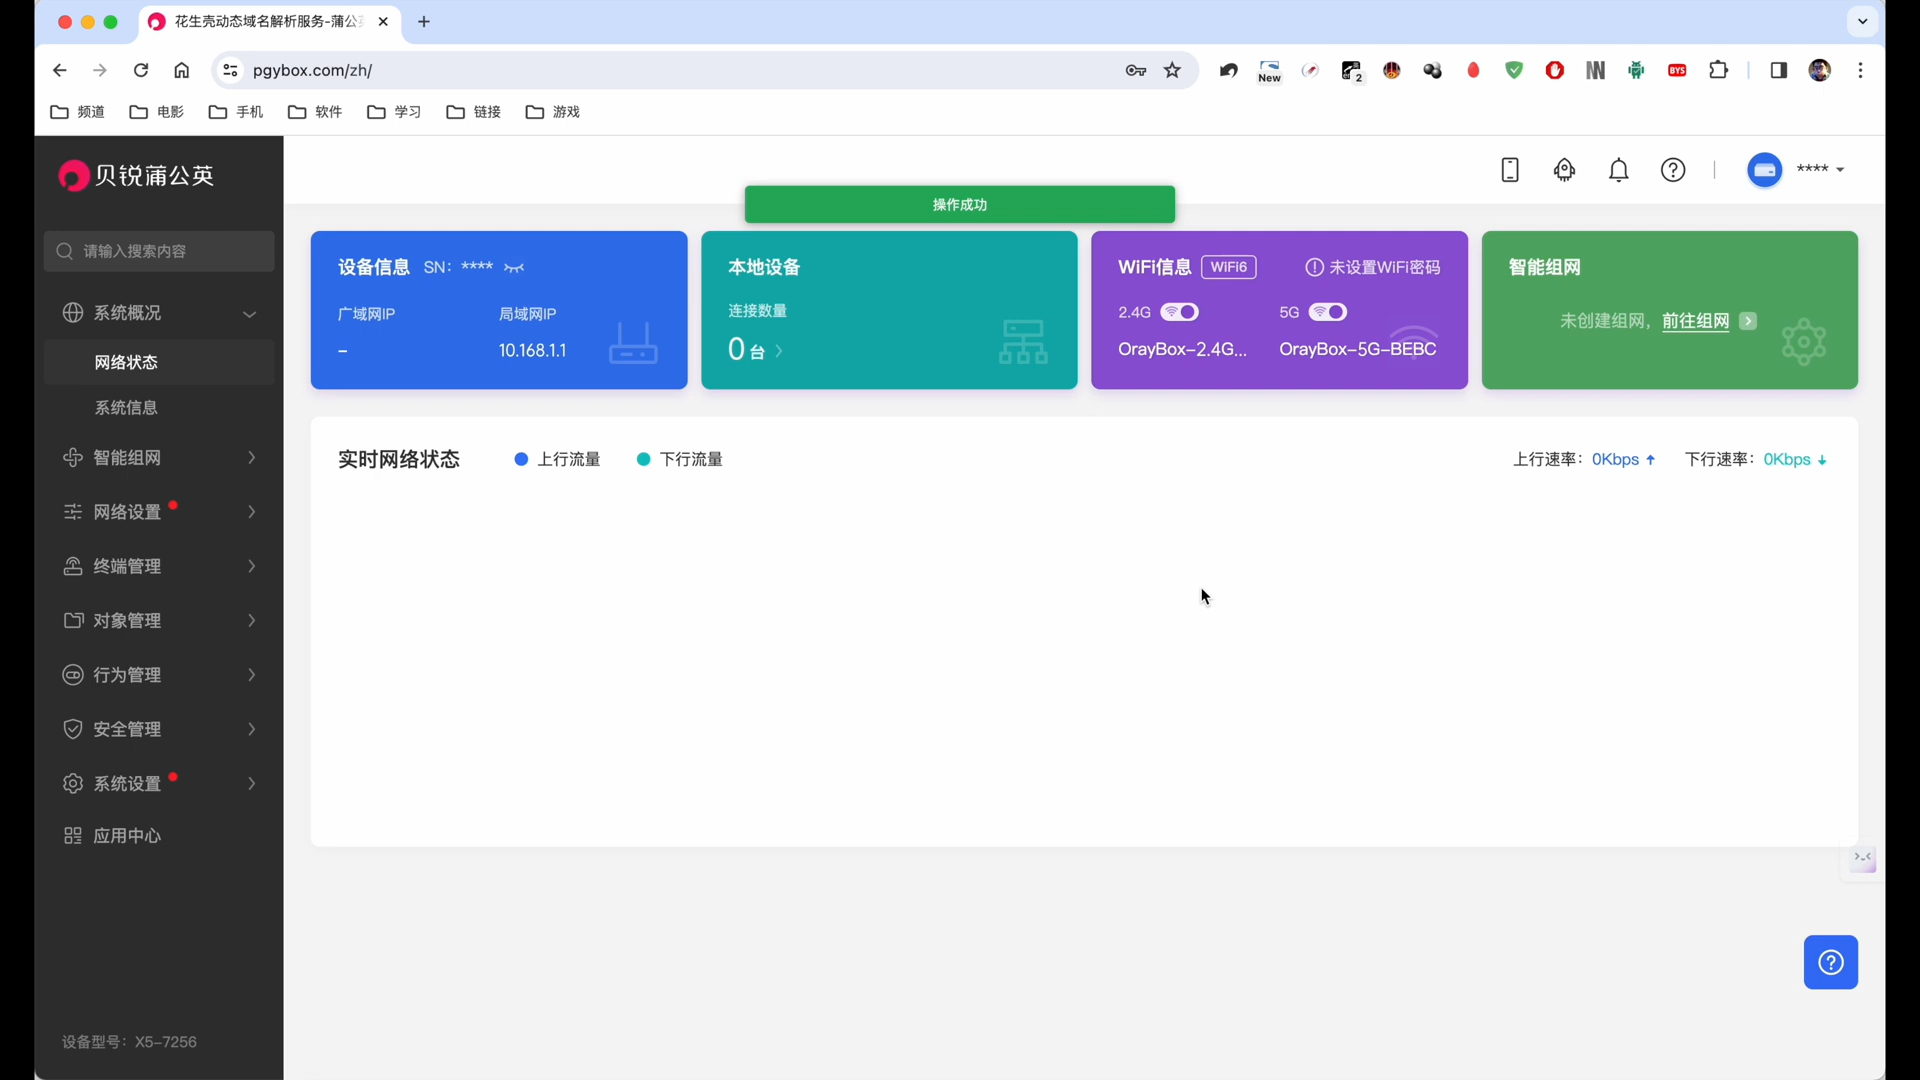 花生壳动态域名解析服务-蒲公
pgybox.com/zh/
New
2
BYS
频道 电影 手机 软件 学习 链接 游戏
贝锐蒲公英
****
操作成功
请输入搜索内容
系统概况
网络状态
系统信息
智能组网
网络设置
终端管理
对象管理
行为管理
安全管理
系统设置
应用中心
设备型号：X5-7256
设备信息 SN：****
广域网IP 局域网IP
– 10.168.1.1
本地设备
连接数量
0台
WiFi信息 WIFI6 未设置WiFi密码
2.4G 5G
OrayBox-2.4G... OrayBox-5G-BEBC
智能组网
未创建组网，前往组网
实时网络状态 上行流量 下行流量 上行速率：0Kbps 下行速率：0Kbps